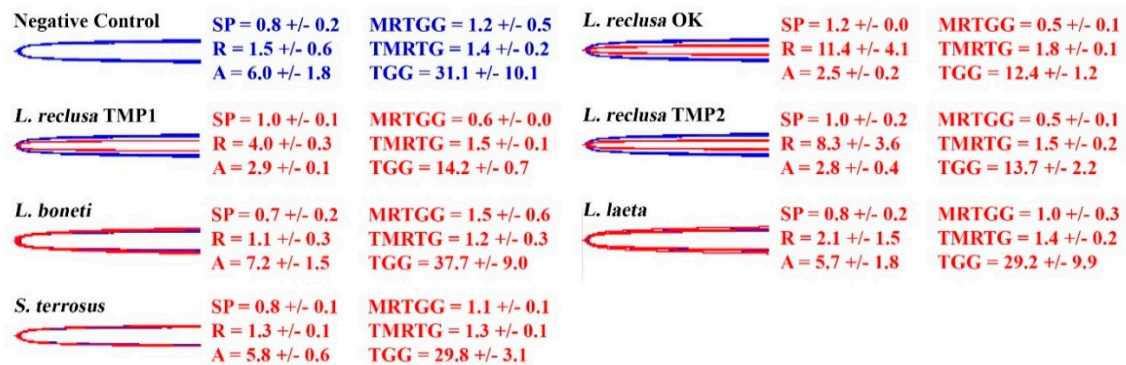 Negative Control
SP = 0.8 +/- 0.2 MRTGG = 1.2 +/- 0.5
R = 1.5 +/- 0.6 TMRTG = 1.4 +/- 0.2
A = 6.0 +/- 1.8 TGG = 31.1 +/- 10.1
L. reclusa OK
SP = 1.2 +/- 0.0 MRTGG = 0.5 +/- 0.1
R = 11.4 +/- 4.1 TMRTG = 1.8 +/- 0.1
A = 2.5 +/- 0.2 TGG = 12.4 +/- 1.2
L. reclusa TMP1
SP = 1.0 +/- 0.1 MRTGG = 0.6 +/- 0.0
R = 4.0 +/- 0.3 TMRTG = 1.5 +/- 0.1
A = 2.9 +/- 0.1 TGG = 14.2 +/- 0.7
L. reclusa TMP2
SP = 1.0 +/- 0.2 MRTGG = 0.5 +/- 0.1
R = 8.3 +/- 3.6 TMRTG = 1.5 +/- 0.2
A = 2.8 +/- 0.4 TGG = 13.7 +/- 2.2
L. boneti
SP = 0.7 +/- 0.2 MRTGG = 1.5 +/- 0.6
R = 1.1 +/- 0.3 TMRTG = 1.2 +/- 0.3
A = 7.2 +/- 1.5 TGG = 37.7 +/- 9.0
L. laeta
SP = 0.8 +/- 0.2 MRTGG = 1.0 +/- 0.3
R = 2.1 +/- 1.5 TMRTG = 1.4 +/- 0.2
A = 5.7 +/- 1.8 TGG = 29.2 +/- 9.9
S. terrosus
SP = 0.8 +/- 0.1 MRTGG = 1.1 +/- 0.1
R = 1.3 +/- 0.1 TMRTG = 1.3 +/- 0.1
A = 5.8 +/- 0.6 TGG = 29.8 +/- 3.1